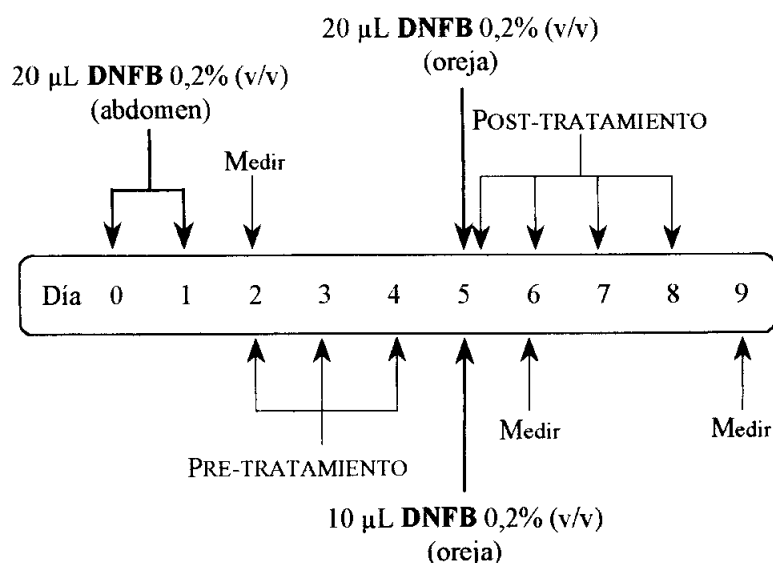 20 µL DNFB 0,2% (v/v)
(oreja)
20 µL DNFB 0,2% (v/v)
(abdomen)
POST-TRATAMIENTO
Medir
Día 0 1 2 3 4 5 6 7 8 9
Medir
Medir
PRE-TRATAMIENTO
10 µL DNFB 0,2% (v/v)
(oreja)